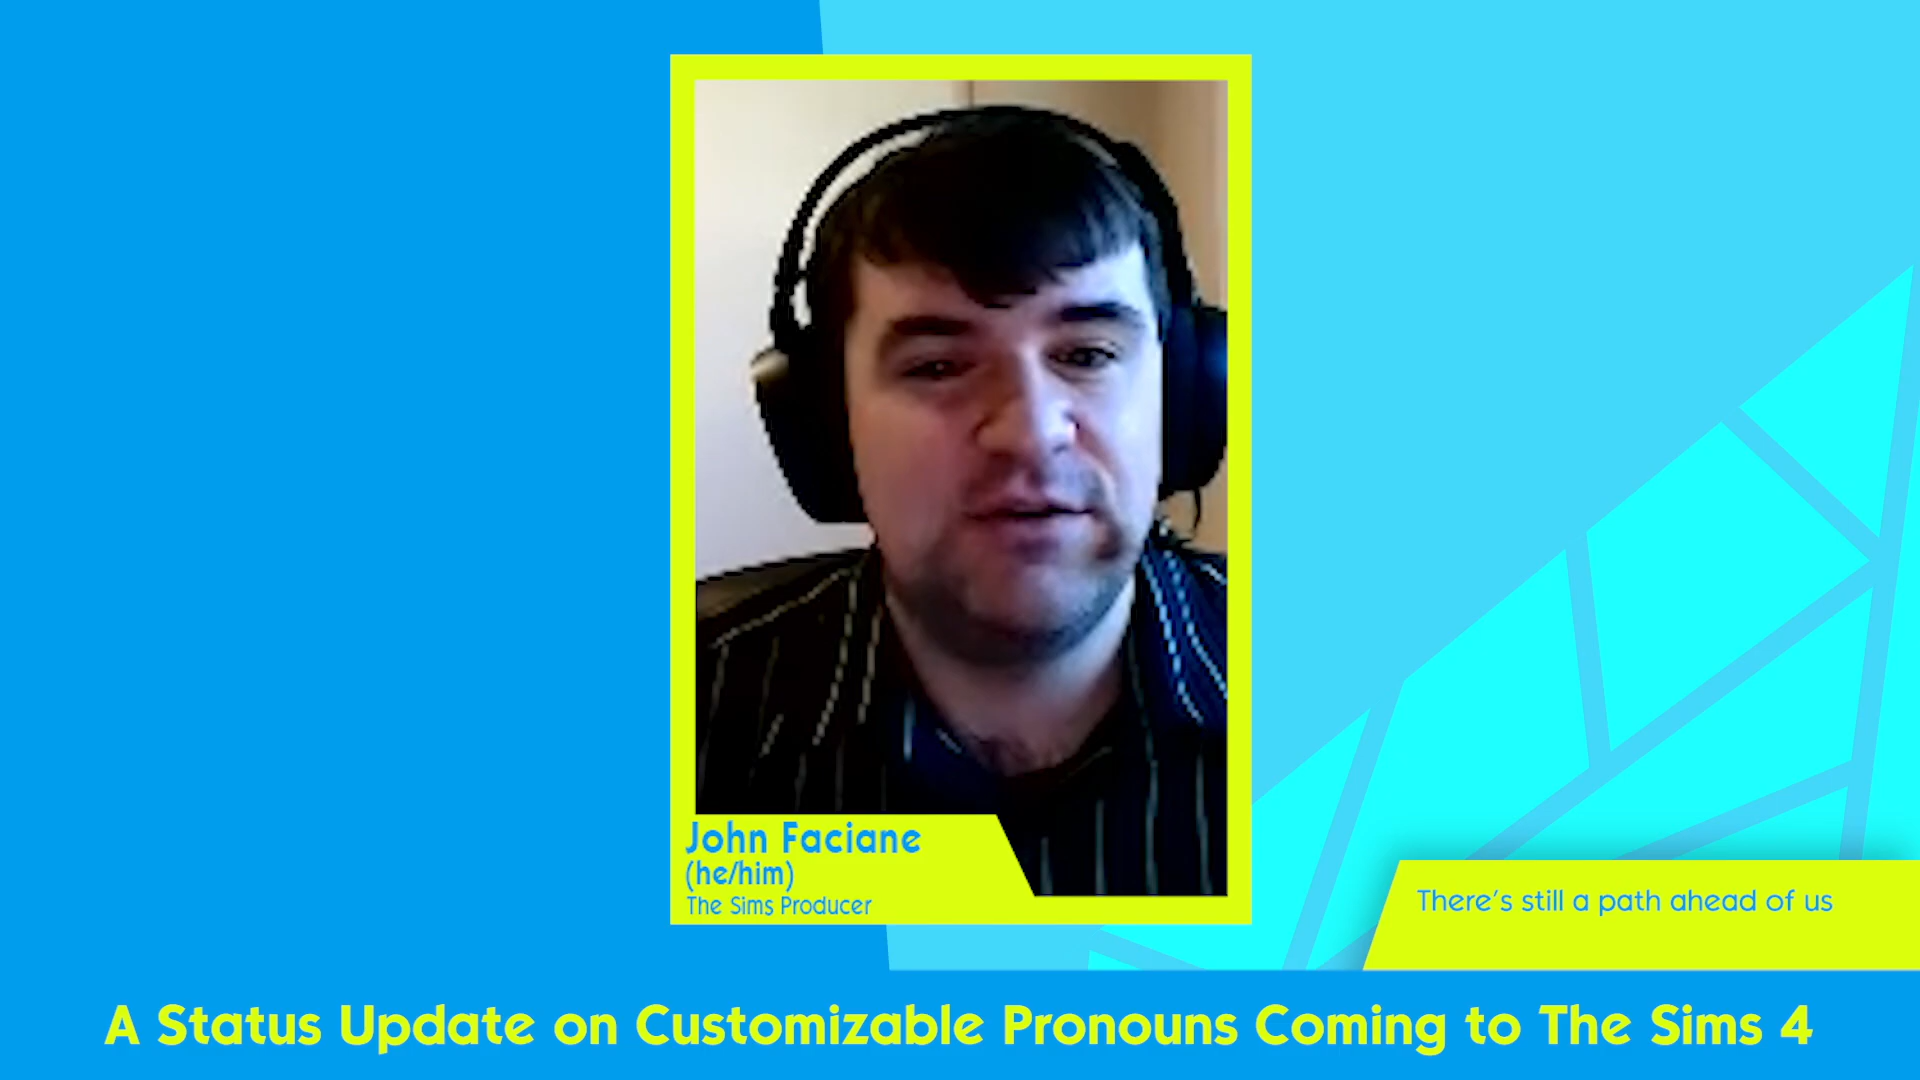 John Faciane
(he/him)
The Sims Producer
There's still a path ahead of us
A Status Update on Customizable Pronouns Coming to The Sims 4